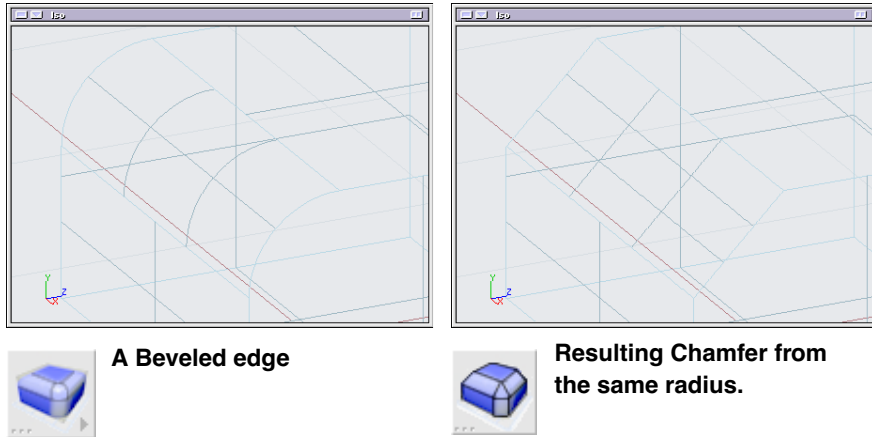 Iso
Iso
Y
Z
X
Y
Z
X
A Beveled edge
Resulting Chamfer from
the same radius.